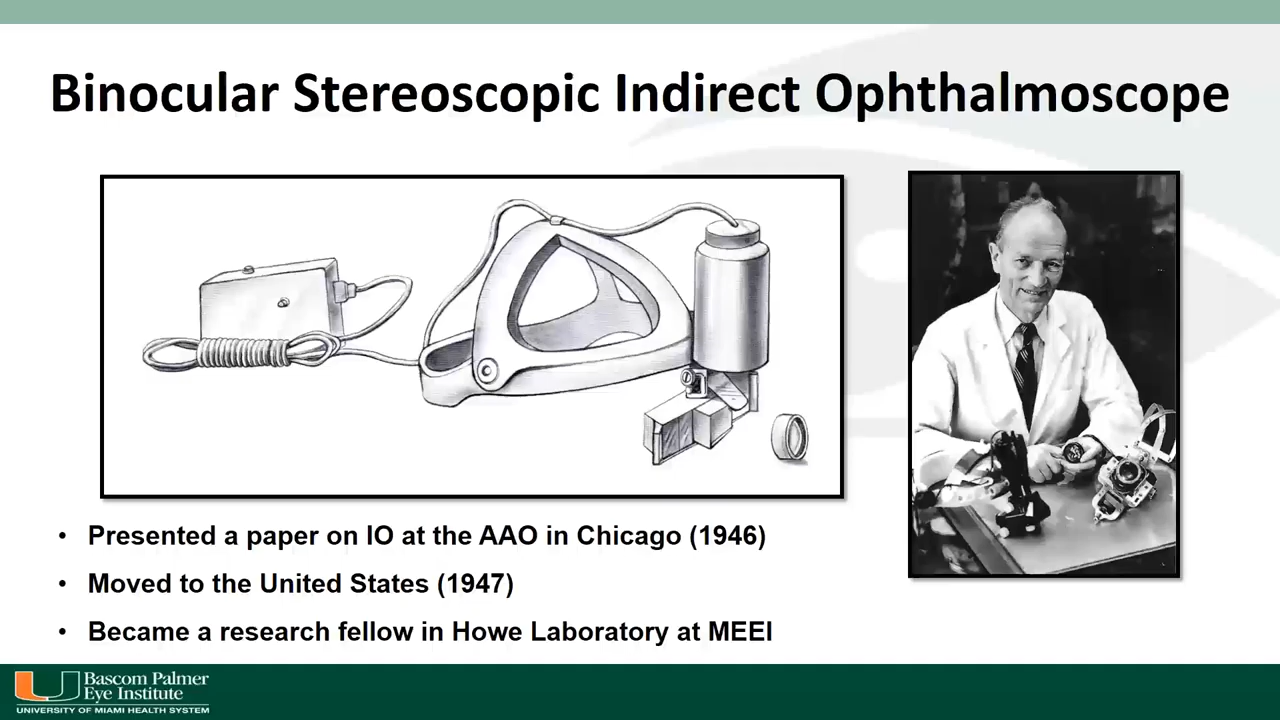 Binocular Stereoscopic Indirect Ophthalmoscope
• Presented a paper on IO at the AAO in Chicago (1946)
• Moved to the United States (1947)
• Became a research fellow in Howe Laboratory at MEEI
Bascom Palmer
Eye Institute
UNIVERSITY OF MIAMI HEALTH SYSTEM